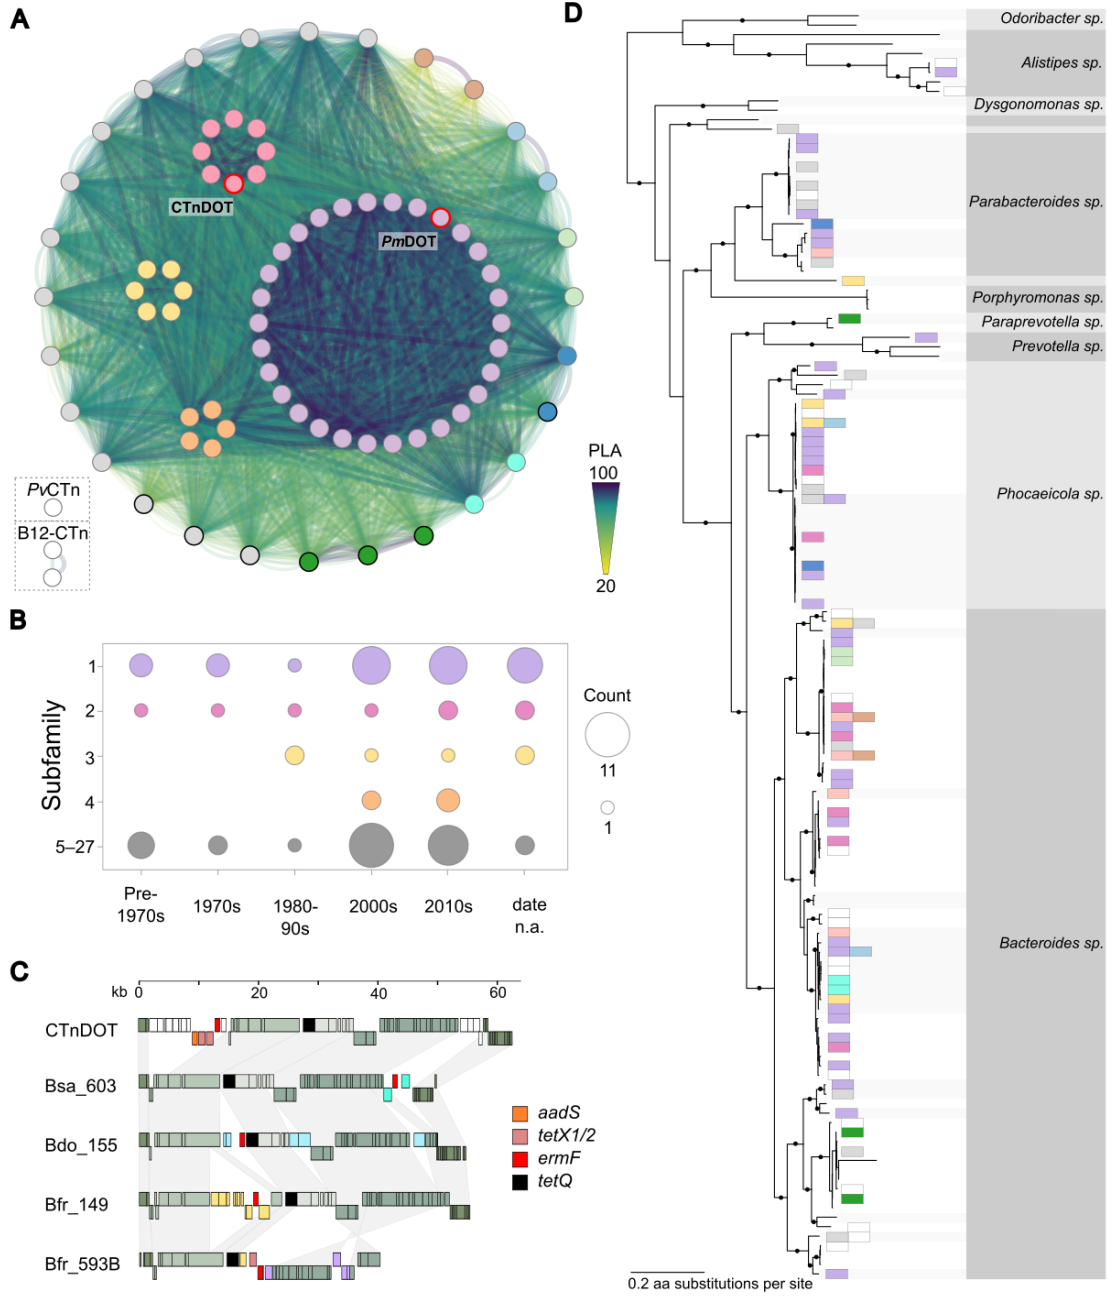 A
CTnDOT
PmDOT
PvCTn
B12-CTn
PLA
100
20
B
Subfamily
1
2
3
4
5–27
Pre-
1970s
1970s
1980-
90s
2000s
2010s
date
n.a.
Count
11
1
C
kb
0
20
40
60
CTnDOT
Bsa_603
Bdo_155
Bfr_149
Bfr_593B
aadS
tetX1/2
ermF
tetQ
D
Odoribacter sp.
Alistipes sp.
Dysgonomonas sp.
Parabacteroides sp.
Porphyromonas sp.
Paraprevotella sp.
Prevotella sp.
Phocaeicola sp.
Bacteroides sp.
0.2 aa substitutions per site